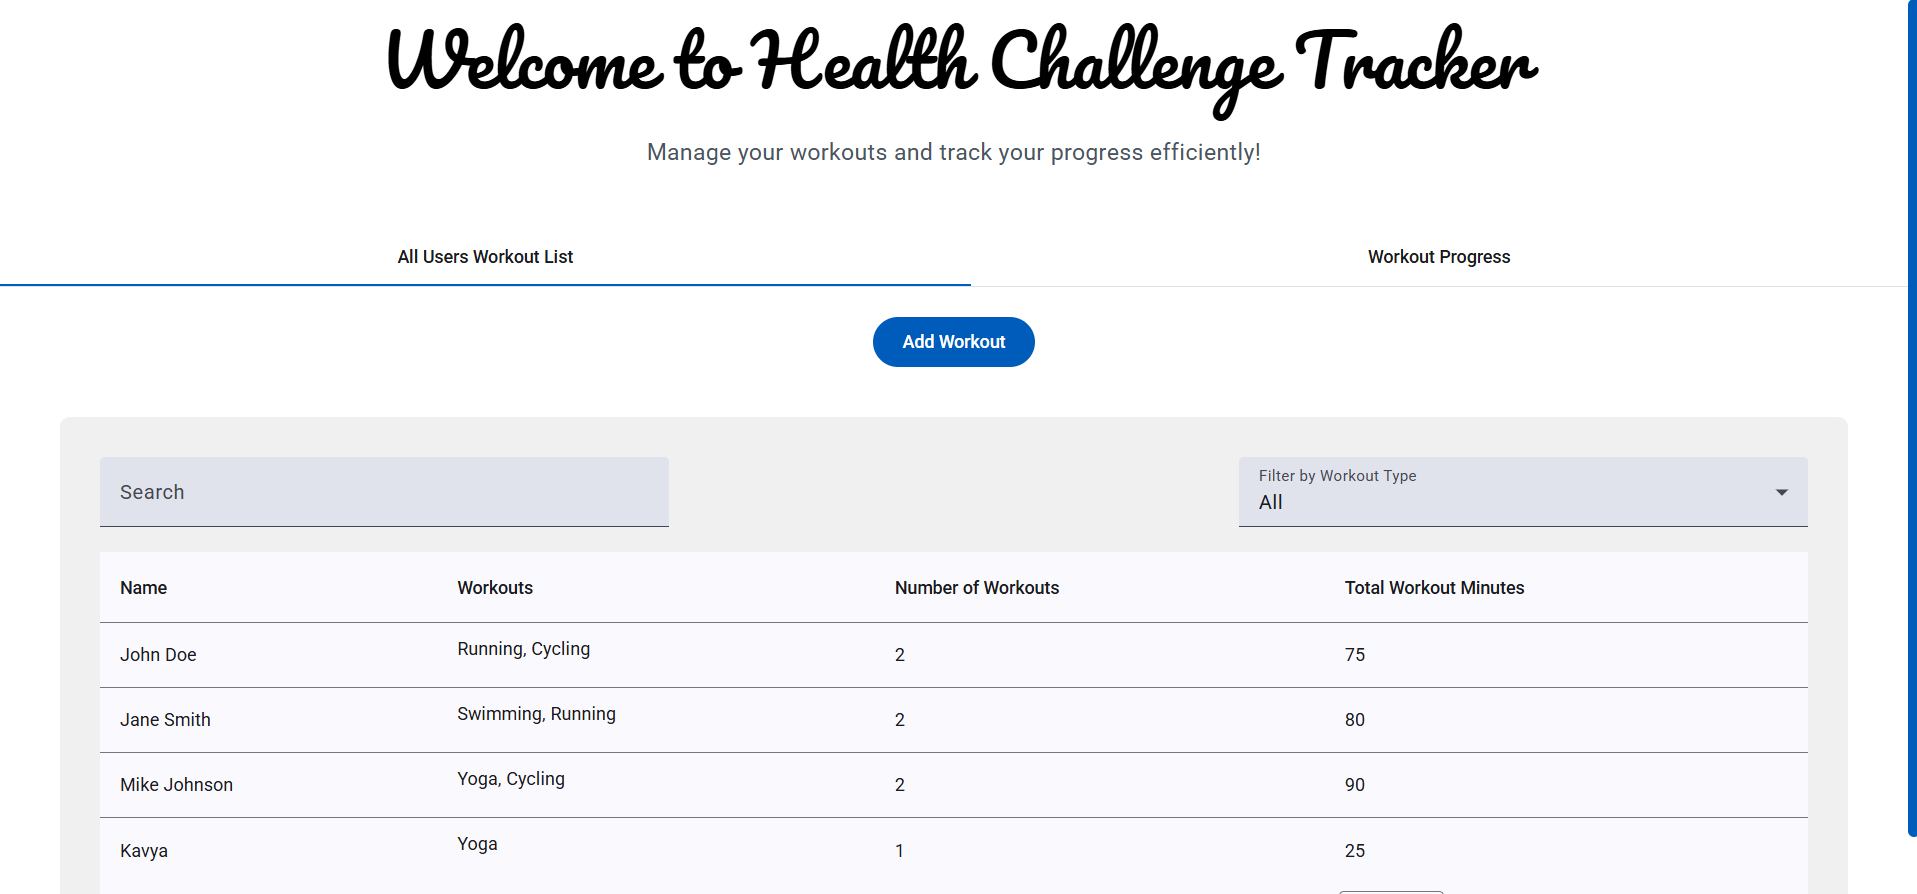 Welcome to Health Challenge Tracker
Manage your workouts and track your progress efficiently!
All Users Workout List
Workout Progress
Add Workout
Search
Filter by Workout Type
All
Name Workouts Number of Workouts Total Workout Minutes
John Doe Running, Cycling 2 75
Jane Smith Swimming, Running 2 80
Mike Johnson Yoga, Cycling 2 90
Kavya Yoga 1 25